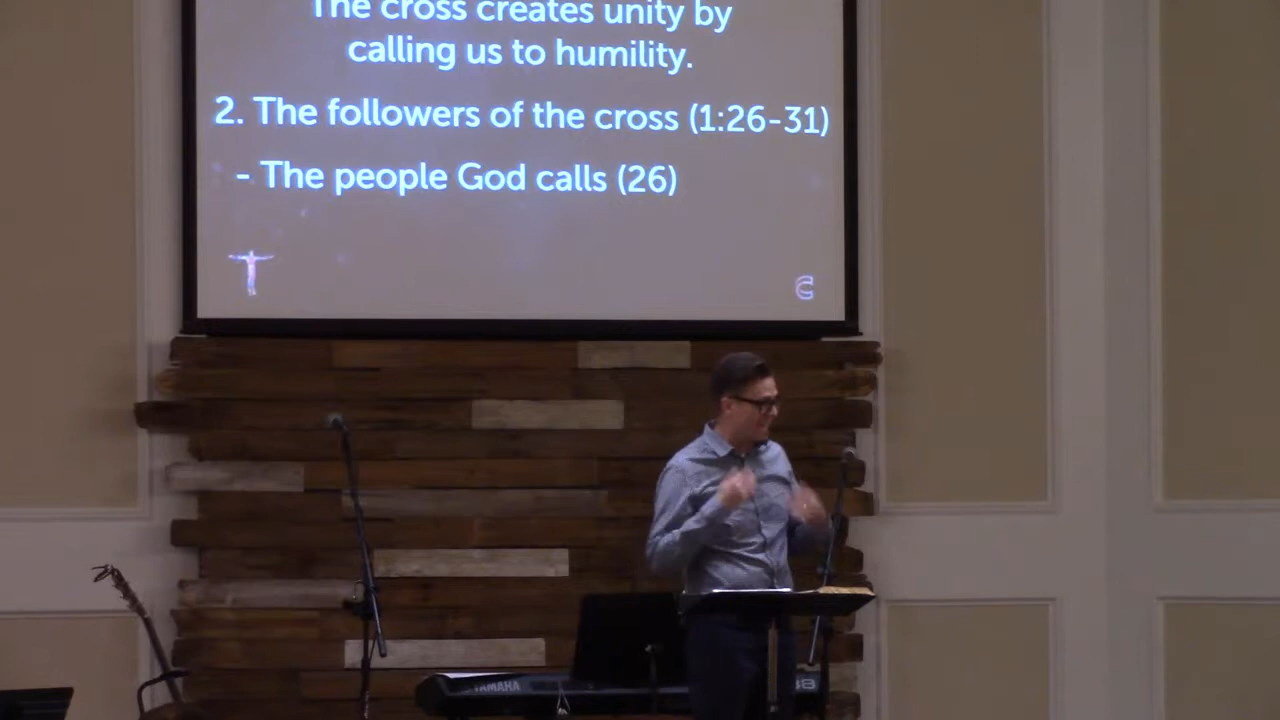 The cross creates unity by
calling us to humility.
2. The followers of the cross (1:26-31)
- The people God calls (26)
C
YAMAHA
88